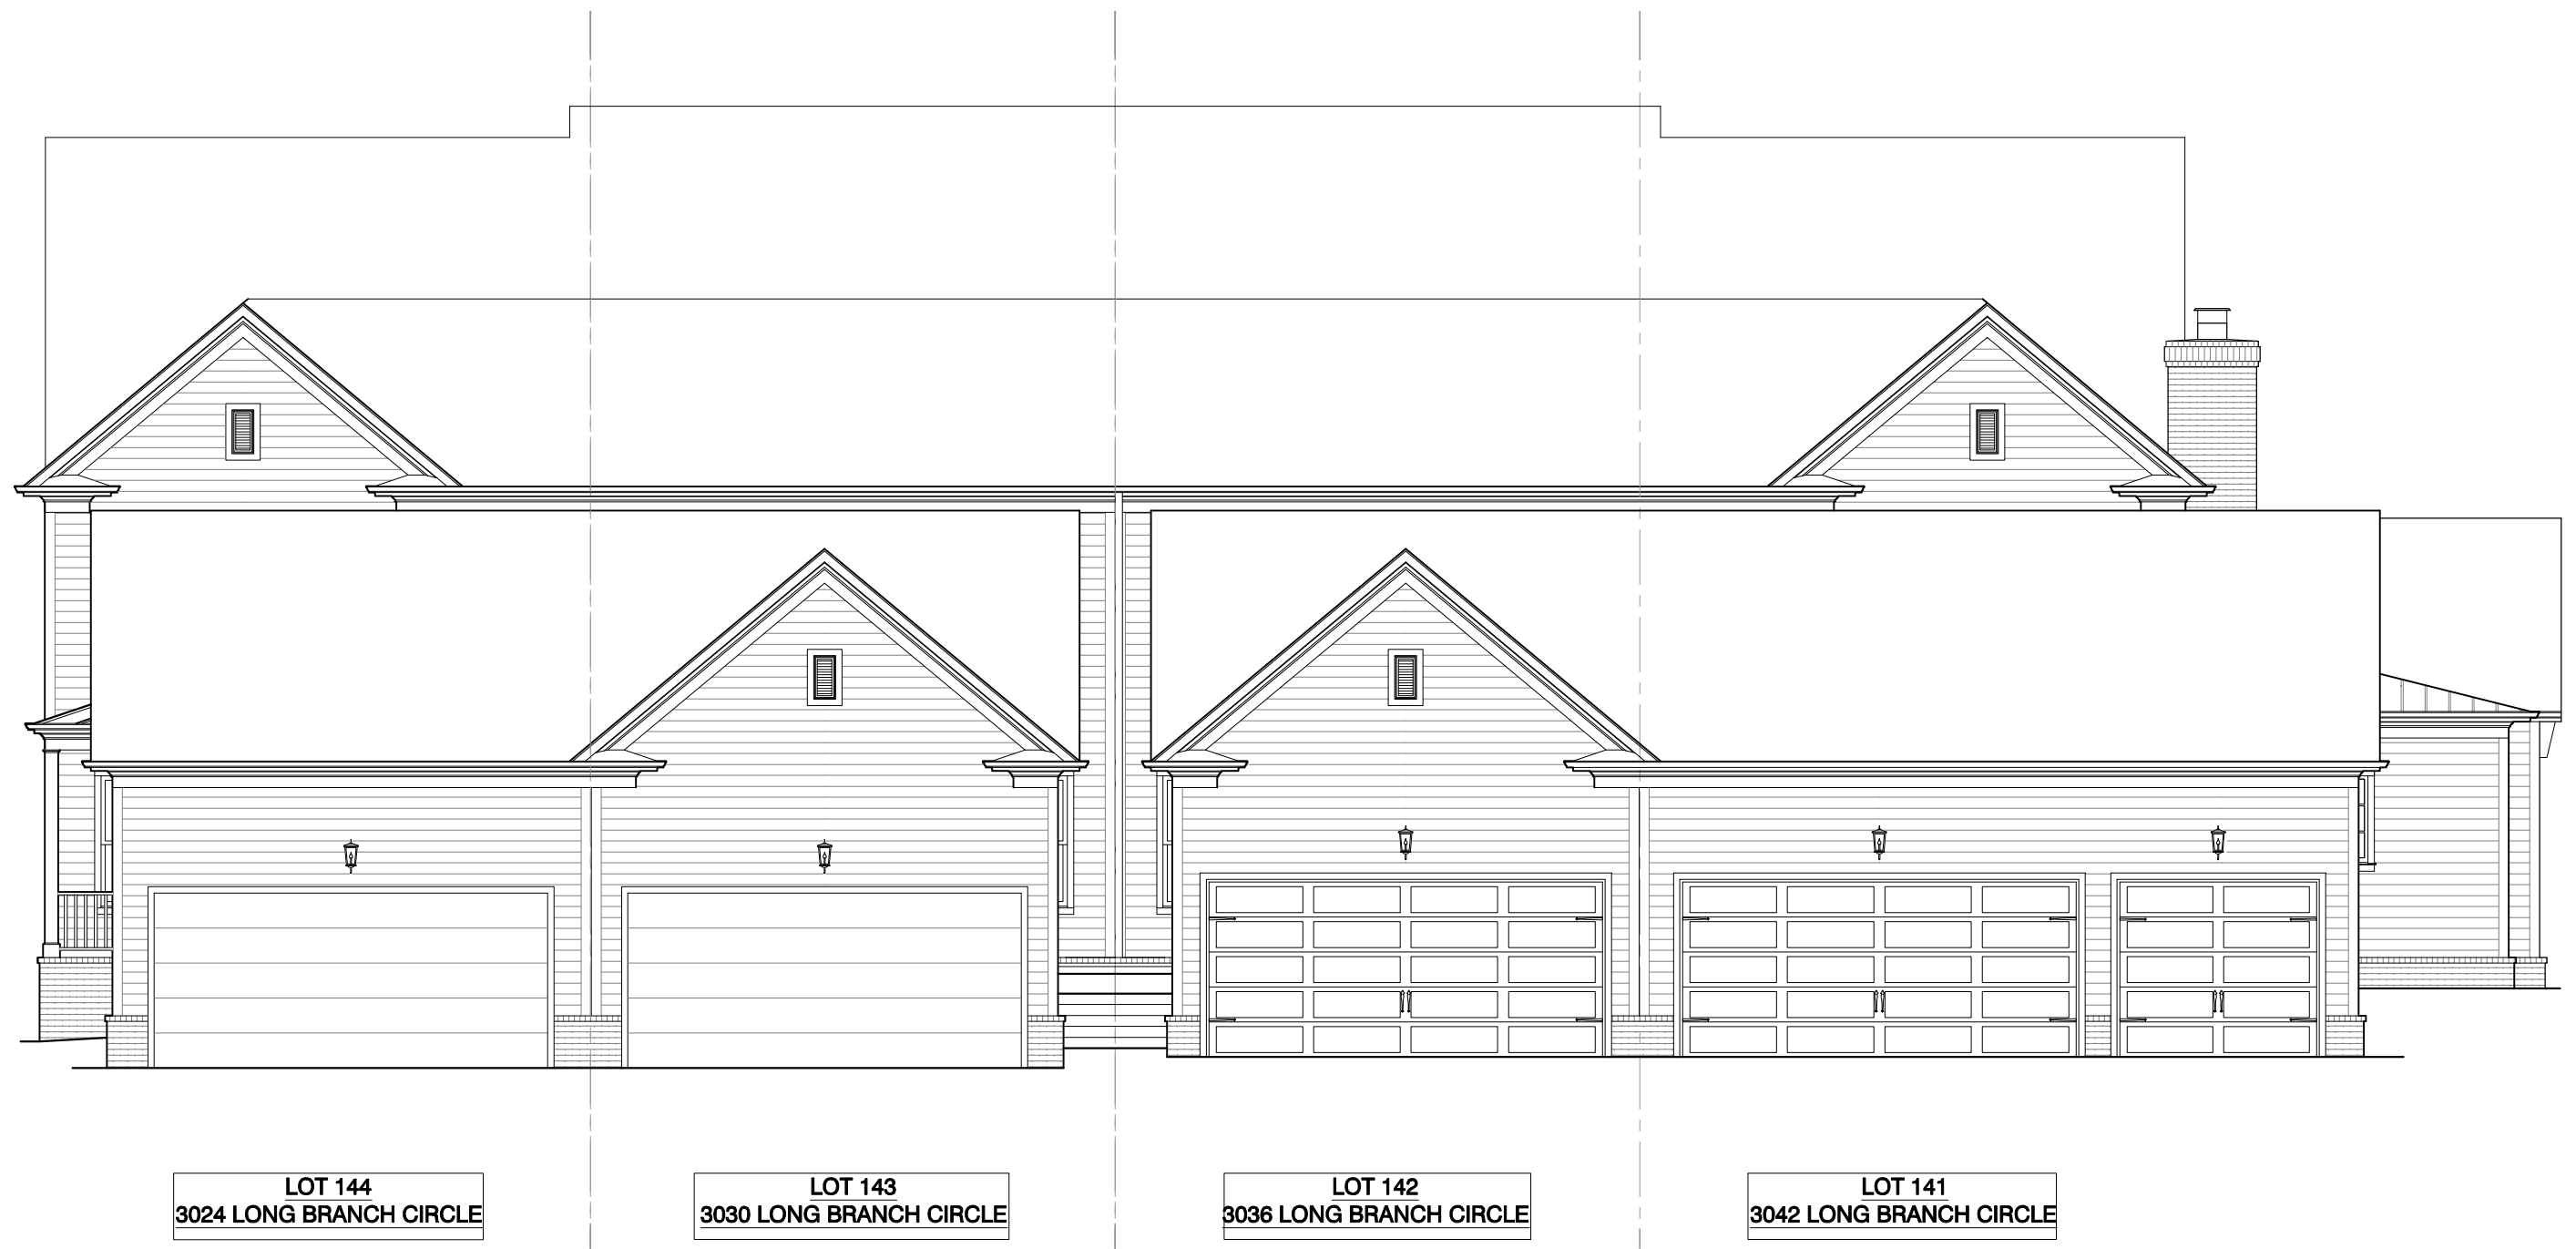 LOT 144
3024 LONG BRANCH CIRCLE
LOT 143
3030 LONG BRANCH CIRCLE
LOT 142
3036 LONG BRANCH CIRCLE
LOT 141
3042 LONG BRANCH CIRCLE